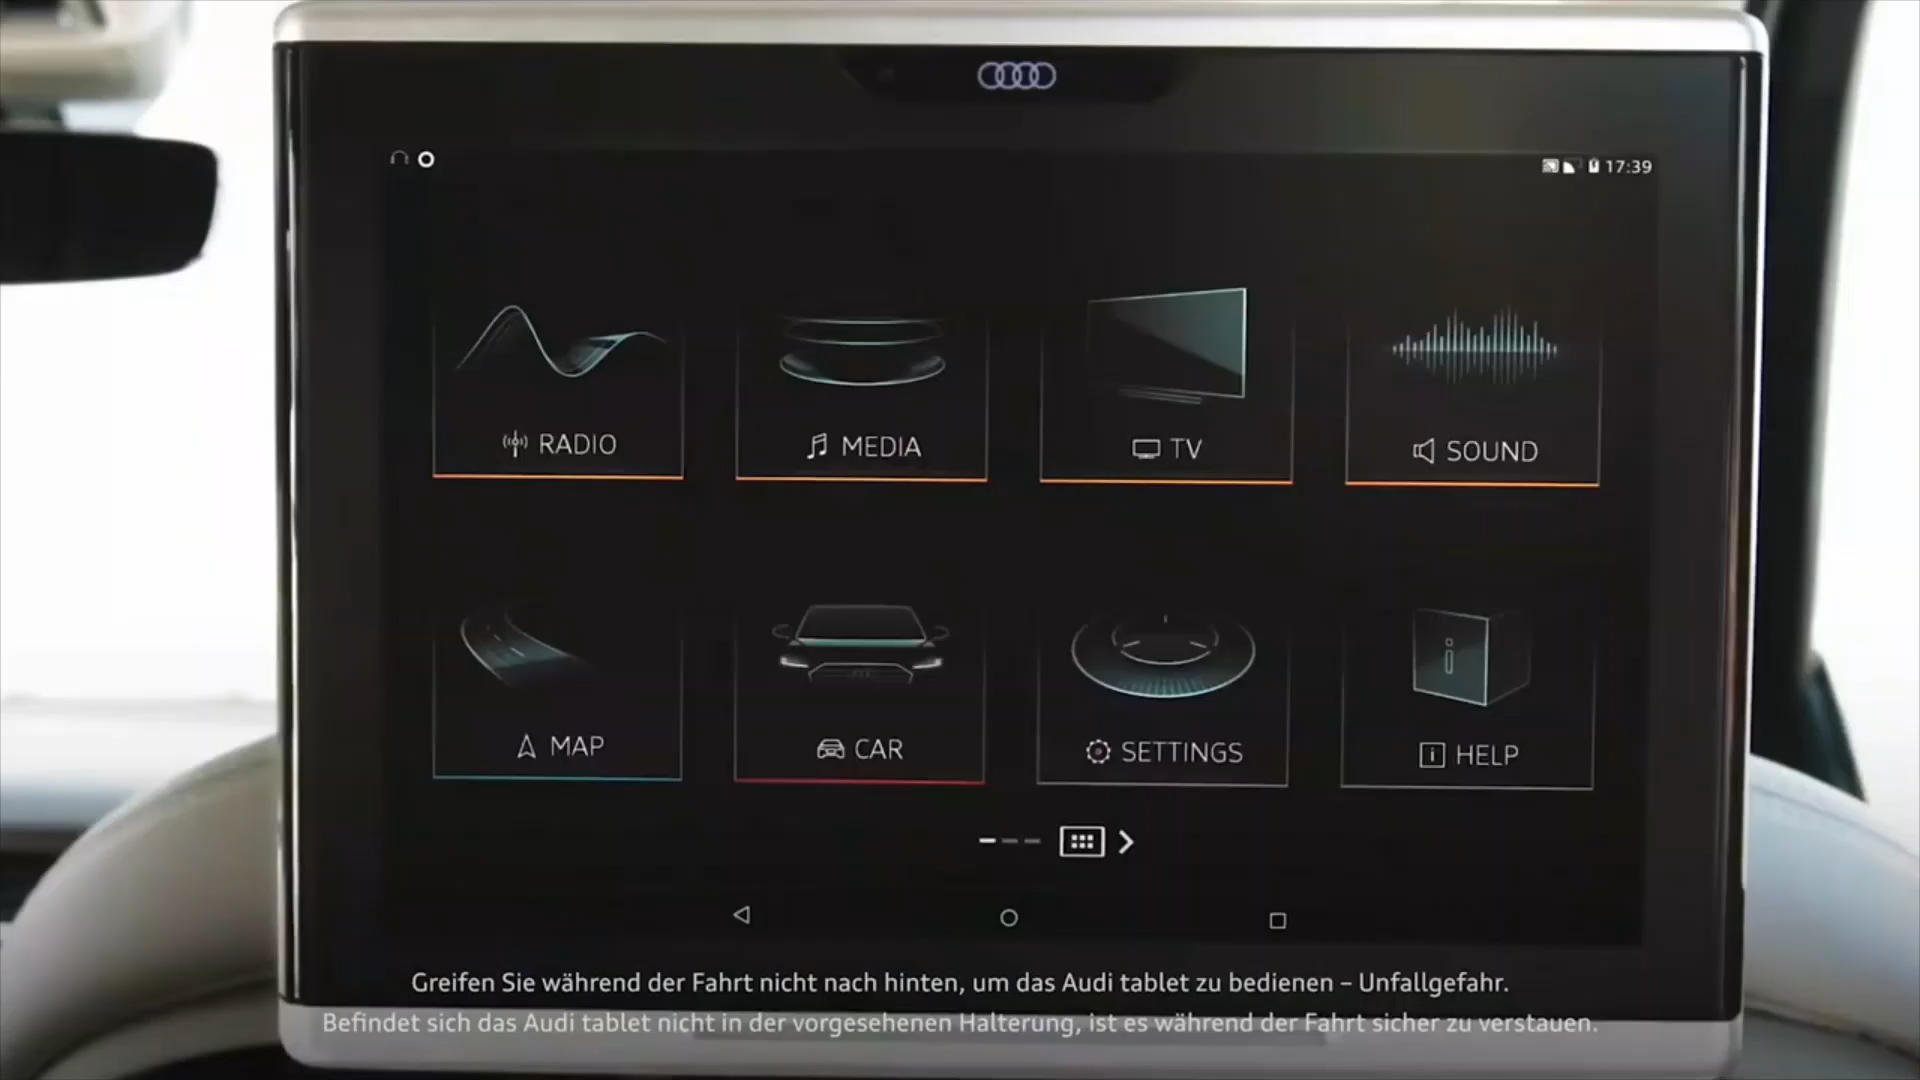 17:39
RADIO
MEDIA
TV
SOUND
MAP
CAR
SETTINGS
i
HELP
Greifen Sie während der Fahrt nicht nach hinten, um das Audi tablet zu bedienen – Unfallgefahr.
Befindet sich das Audi tablet nicht in der vorgesehenen Halterung, ist es während der Fahrt sicher zu verstauen.